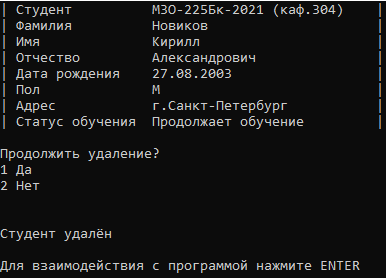 | Студент МЗО-225Бк-2021 (каф.304) |
| Фамилия Новиков |
| Имя Кирилл |
| Отчество Александрович |
| Дата рождения 27.08.2003 |
| Пол М |
| Адрес г.Санкт-Петербург |
| Статус обучения Продолжает обучение |
Продолжить удаление?
1 Да
2 Нет
Студент удалён
Для взаимодействия с программой нажмите ENTER